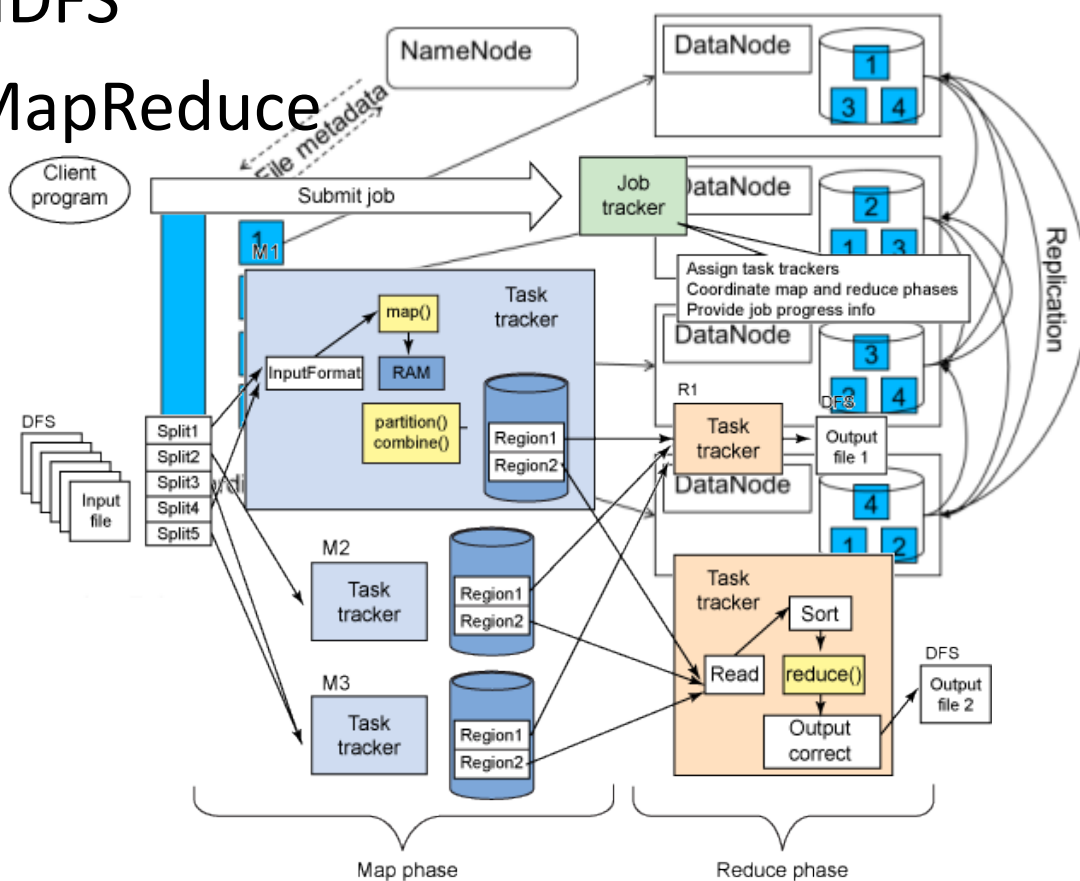 HDFS
MapReduce
NameNode
File metadata
Client
program
Submit job
Job
tracker
DataNode
1
3 4
DataNode
2
1 3
Assign task trackers
Coordinate map and reduce phases
Provide job progress info
DataNode
3
4
DataNode
4
1 2
Replication
1
M1
Task
tracker
map()
InputFormat
RAM
partition()
combine()
Region1
Region2
DFS
Input
file
Split1
Split2
Split3
Split4
Split5
R1
Task
tracker
DFS
Output
file 1
M2
Task
tracker
Region1
Region2
M3
Task
tracker
Region1
Region2
Task
tracker
Sort
Read
reduce()
Output
correct
DFS
Output
file 2
Map phase
Reduce phase